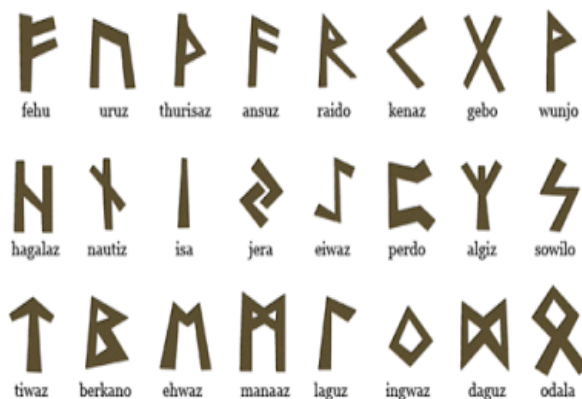 ᚠ ᚢ ᚦ ᚨ ᚱ ᚲ ᚷ ᚹ
fehu uruz thurisaz ansuz raido kenaz gebo wunjo
ᚺ ᚾ ᛁ ᛃ ᛇ ᛈ ᛉ ᛊ
hagalaz nautiz isa jera eiwaz perdo algiz sowilo
ᛏ ᛒ ᛖ ᛗ ᛚ ᛜ ᛞ ᛟ
tiwaz berkano ehwaz manaaz laguz ingwaz daguz odala